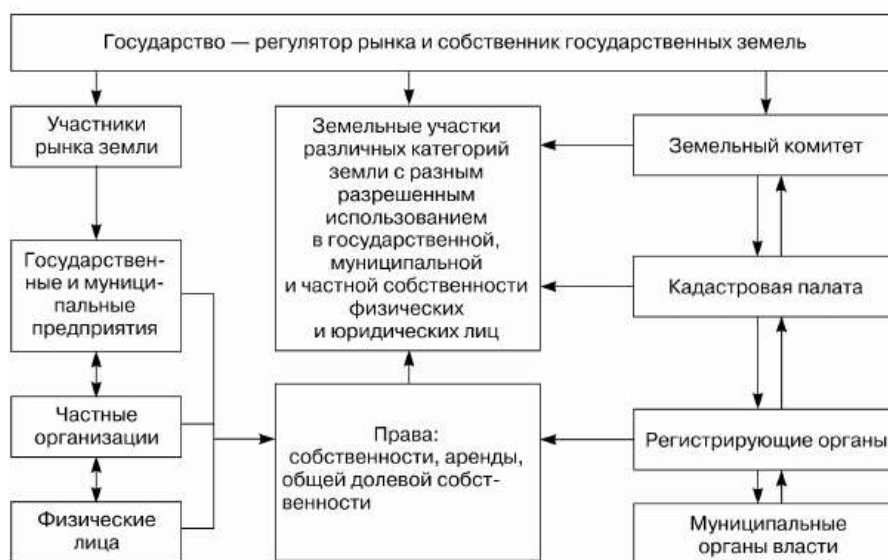 Государство — регулятор рынка и собственник государственных земель
Участники
рынка земли
Земельные участки
различных категорий
земли с разным
разрешенным
использованием
в государственной,
муниципальной
и частной собственности
физических
и юридических лиц
Земельный комитет
Государствен-
ные и муници-
пальные
предприятия
Кадастровая палата
Частные
организации
Права:
собственности, аренды,
общей долевой собст-
венности
Регистрирующие органы
Физические
лица
Муниципальные
органы власти